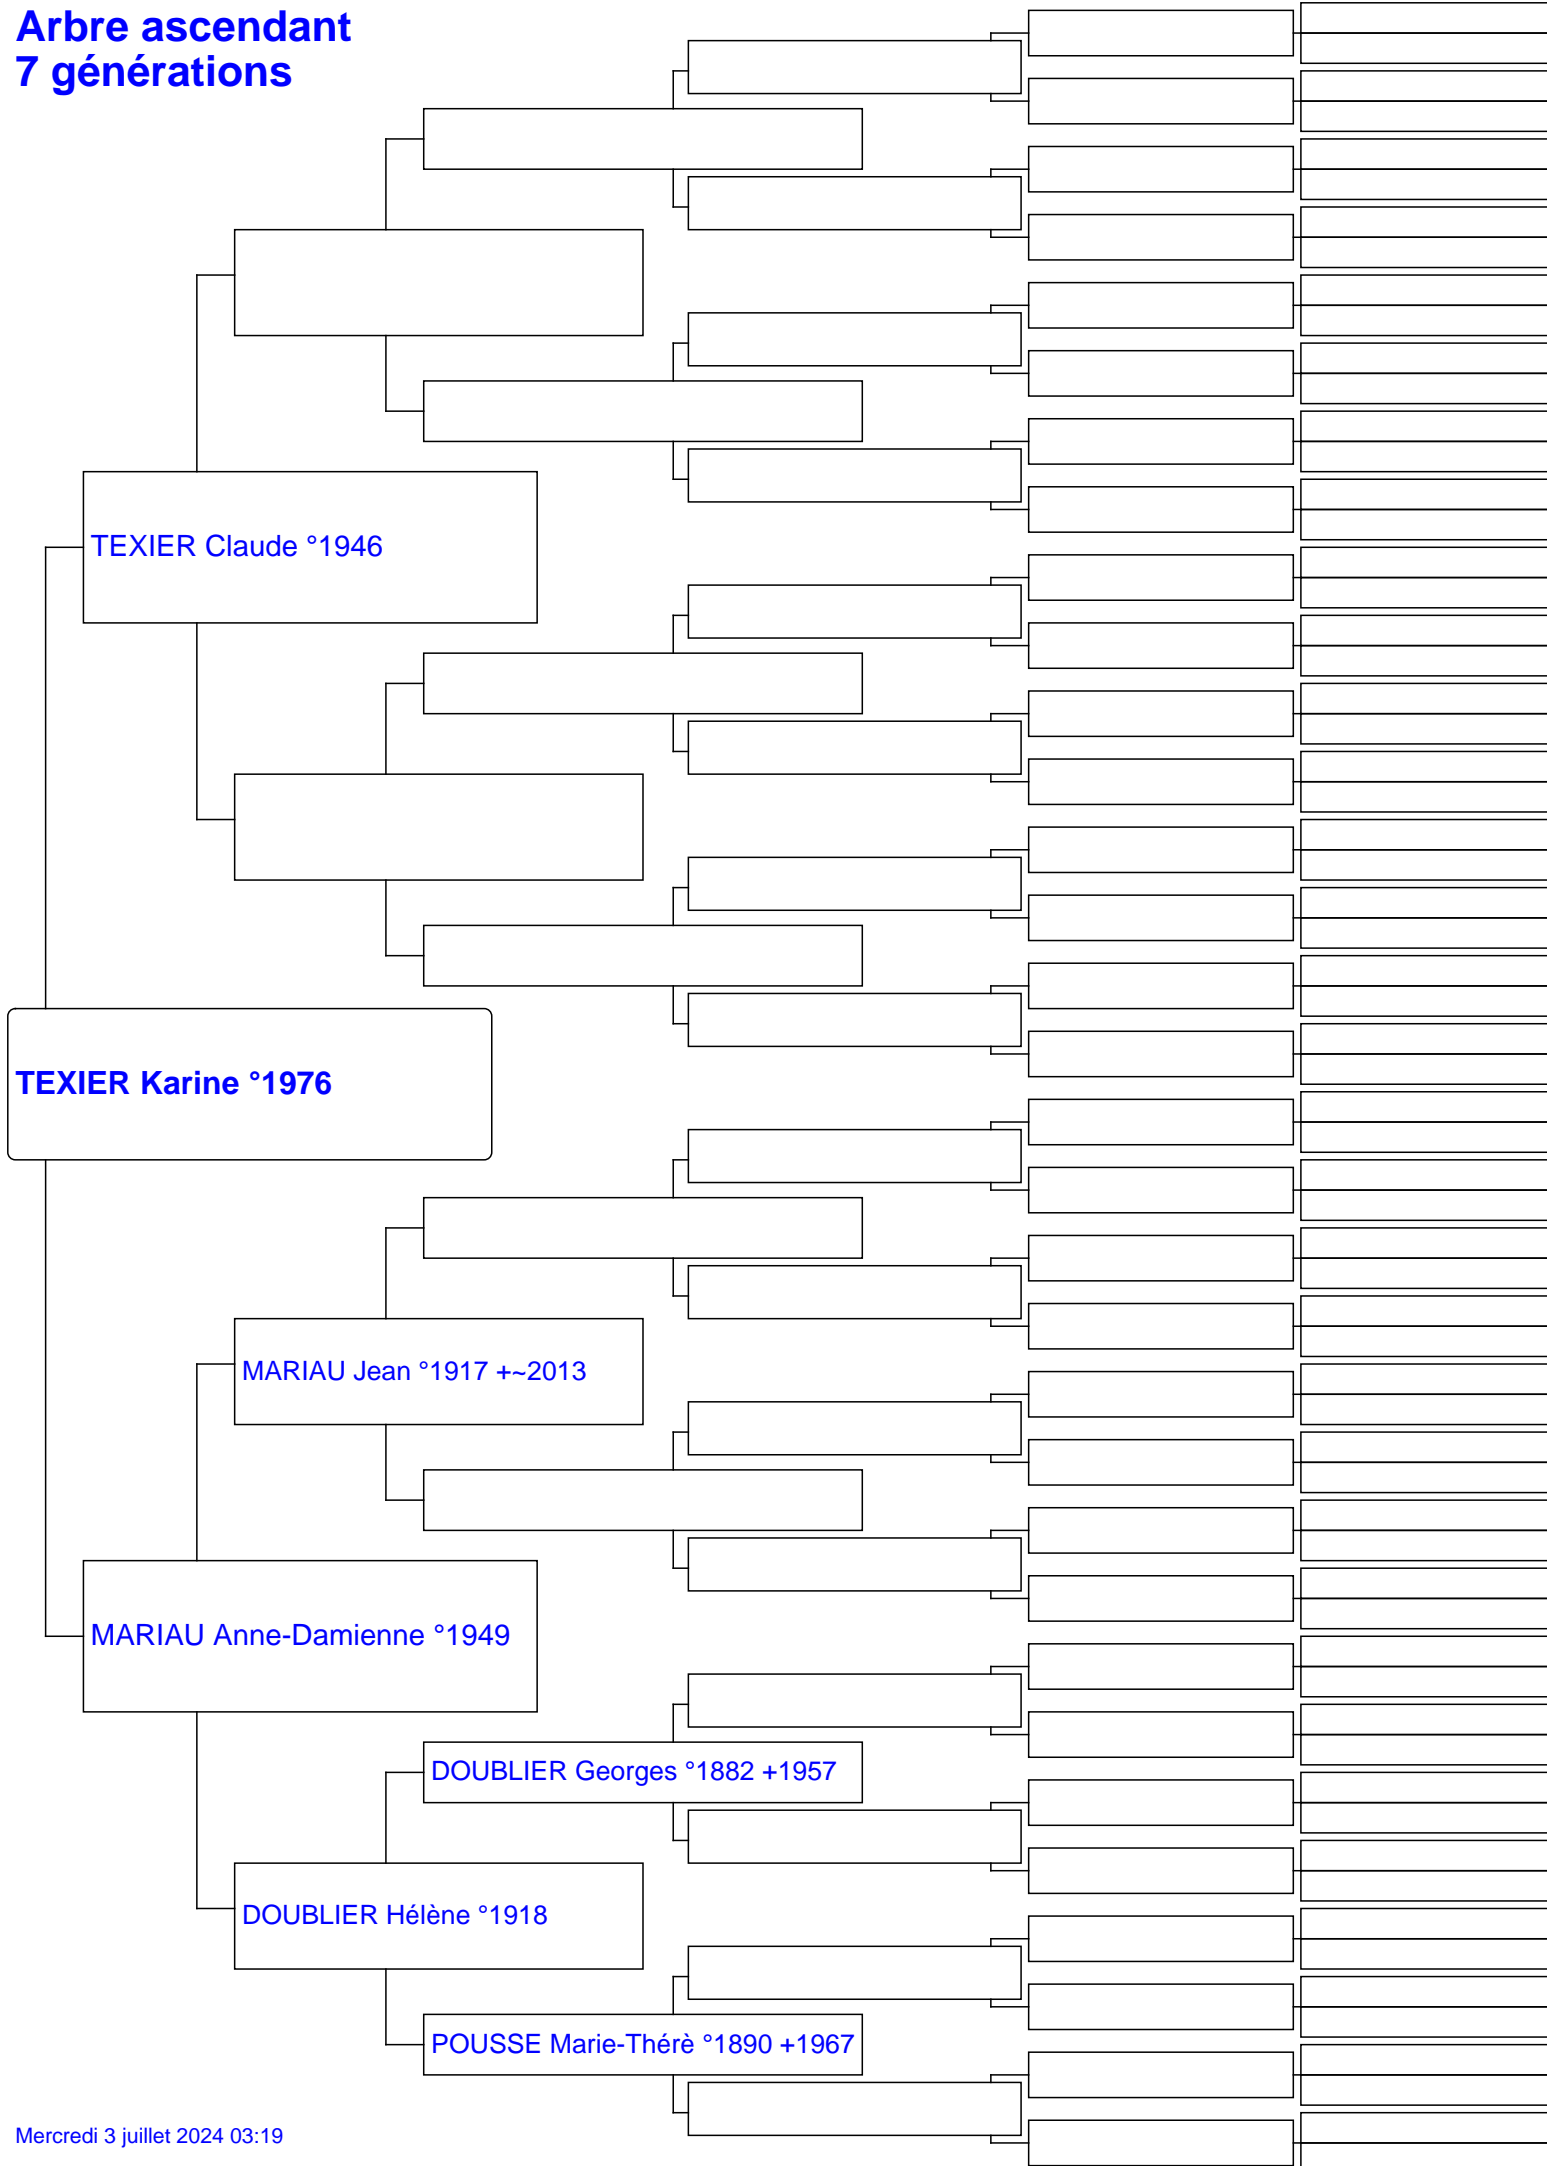 Arbre ascendant
7 générations
TEXIER Claude °1946
TEXIER Karine °1976
MARIAU Jean °1917 +~2013
MARIAU Anne-Damienne °1949
DOUBLIER Georges °1882 +1957
DOUBLIER Hélène °1918
POUSSE Marie-Thérè °1890 +1967
Mercredi 3 juillet 2024 03:19